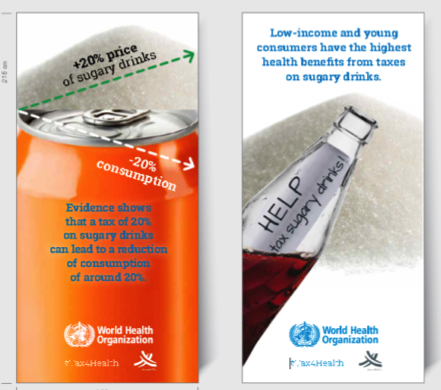 215 cm
+20% price
of sugary drinks
-20%
consumption
Evidence shows
that a tax of 20%
on sugary drinks
can lead to a reduction
of consumption
of around 20%.
World Health
Organization
Low-income and young
consumers have the highest
health benefits from taxes
on sugary drinks.
HELP
tax sugary drinks!
World Health
Organization